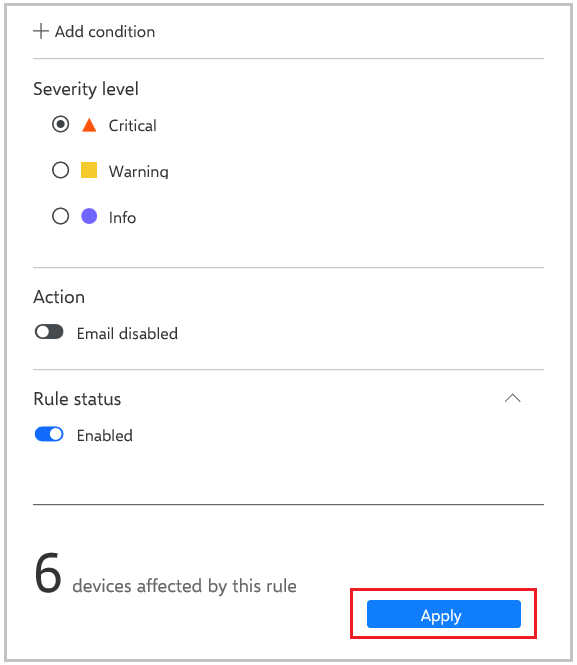 Add condition
Severity level
Critical
Warning
Info
Action
Email disabled
Rule status
Enabled
6 devices affected by this rule
Apply